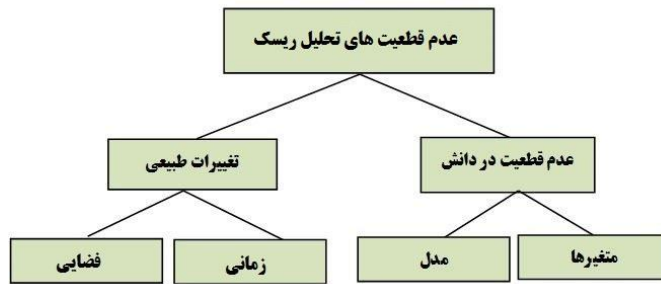 عدم قطعیت های تحلیل ریسک
عدم قطعیت در دانش
تغییرات طبیعی
متغیرها
مدل
زمانی
فضایی